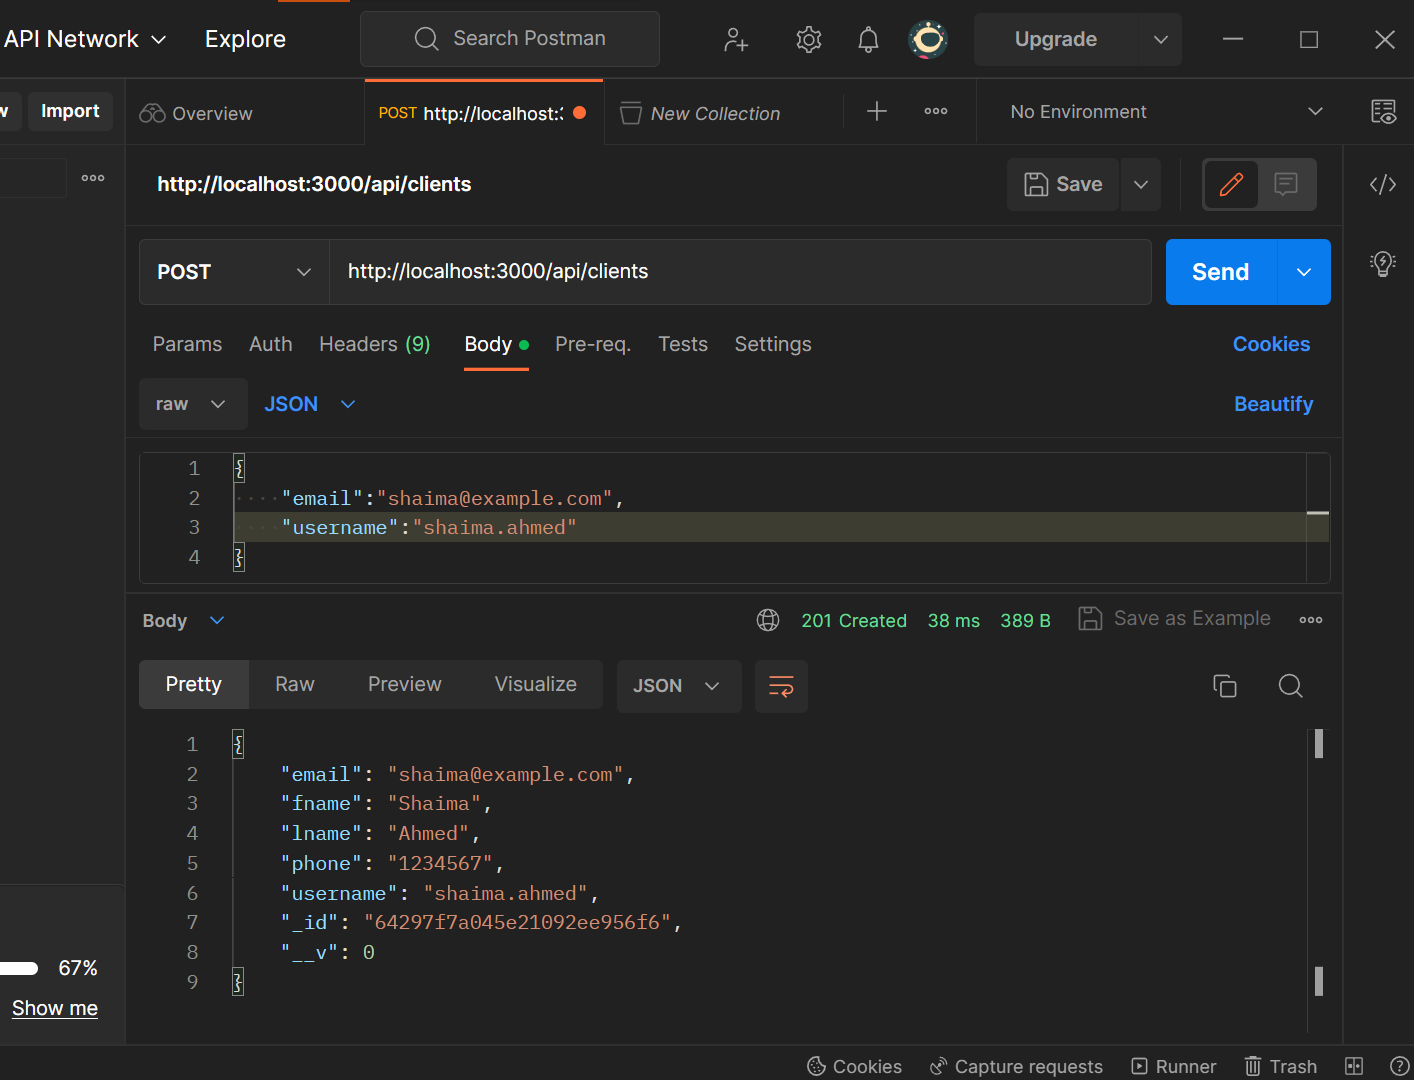 API Network
Explore
Search Postman
Upgrade
w
Import
Overview
POST http://localhost:3
New Collection
No Environment
http://localhost:3000/api/clients
Save
POST
http://localhost:3000/api/clients
Send
Params
Auth
Headers (9)
Body
Pre-req.
Tests
Settings
Cookies
raw
JSON
Beautify
1 {
2 "email":"shaima@example.com",
3 "username":"shaima.ahmed"
4 }
Body
201 Created
38 ms
389 B
Save as Example
Pretty
Raw
Preview
Visualize
JSON
1 {
2 "email": "shaima@example.com",
3 "fname": "Shaima",
4 "lname": "Ahmed",
5 "phone": "1234567",
6 "username": "shaima.ahmed",
7 "_id": "64297f7a045e21092ee956f6",
8 "__v": 0
9 }
67%
Show me
Cookies
Capture requests
Runner
Trash